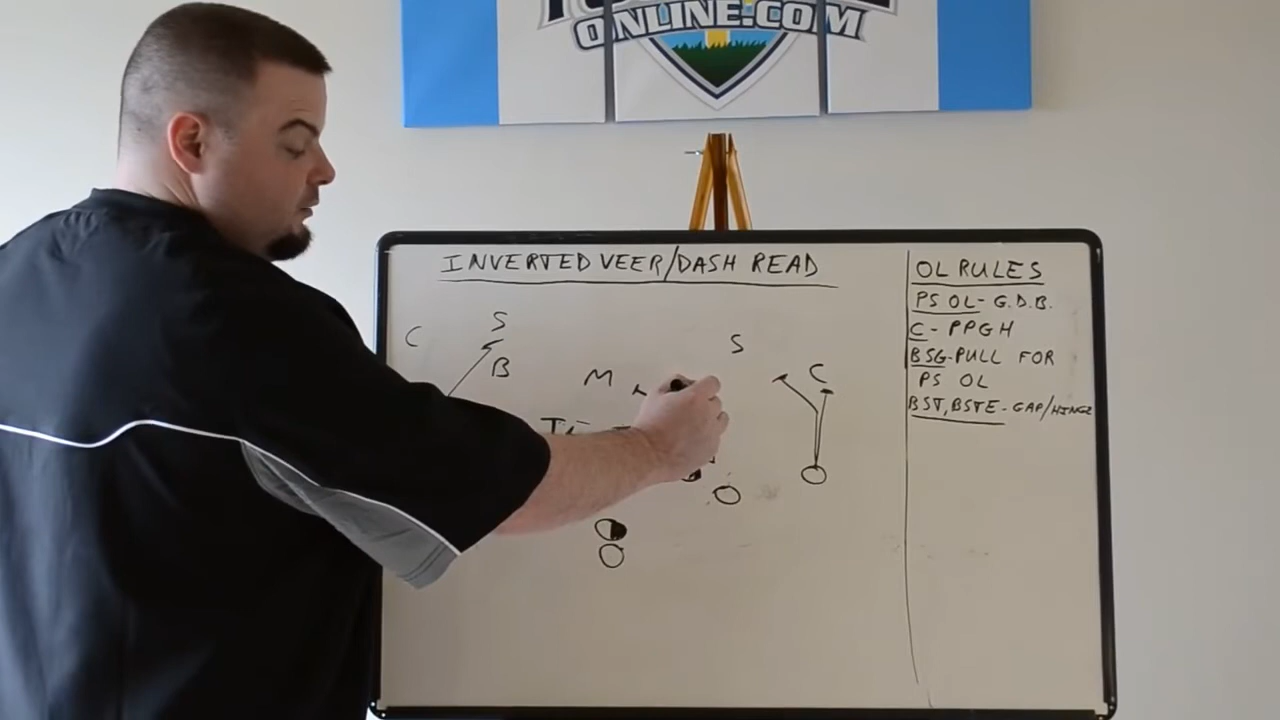 ONLINE.COM
INVERTED VEER/DASH READ
OL RULES
PS OL- G.D.B.
C - PPGH
BSG-PULL FOR
PS OL
BST, BSTE- GAP/HINGE
S
C
B
M
S
C
T